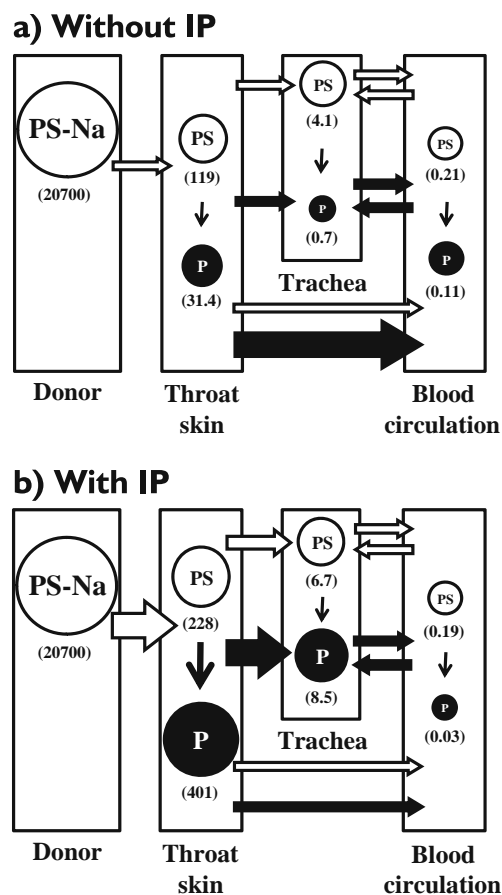 a) Without IP
PS-Na
(20700)
PS
(119)
P
(31.4)
PS
(4.1)
P
(0.7)
Trachea
PS
(0.21)
P
(0.11)
Donor
Throat
skin
Blood
circulation
b) With IP
PS-Na
(20700)
PS
(228)
P
(401)
PS
(6.7)
P
(8.5)
Trachea
PS
(0.19)
P
(0.03)
Donor
Throat
skin
Blood
circulation